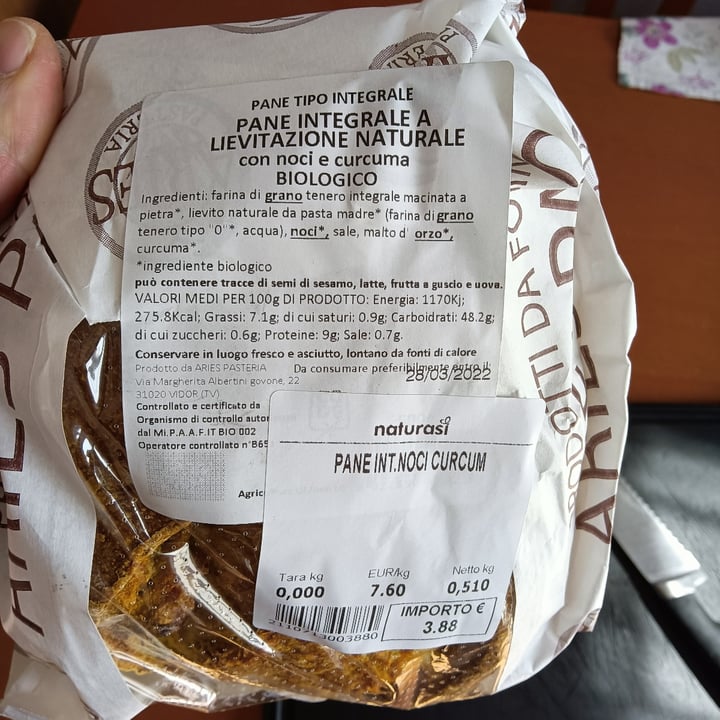 PANE TIPO INTEGRALE
PANE INTEGRALE A
LIEVITAZIONE NATURALE
con noci e curcuma
BIOLOGICO
Ingredienti: farina di grano tenero integrale macinata a
pietra*, lievito naturale da pasta madre* (farina di grano
tenero tipo "0"*, acqua), noci*, sale, malto d' orzo*,
curcuma*.
*ingrediente biologico
può contenere tracce di semi di sesamo, latte, frutta a guscio e uova.
VALORI MEDI PER 100g DI PRODOTTO: Energia: 1170Kj;
275.8Kcal; Grassi: 7.1g; di cui saturi: 0.9g; Carboidrati: 48.2g;
di cui zuccheri: 0.6g; Proteine: 9g; Sale: 0.7g.
Conservare in luogo fresco e asciutto, lontano da fonti di calore
Prodotto da ARIES PASTERIA
Da consumare preferibilmente entro il
28/03/2022
Via Margherita Albertini govone, 22
31020 VIDOR (TV)
Controllato e certificato da
Organismo di controllo
dal Mi.P.A.A.F. IT BIO 002
Operatore controllato n°B65
naturasì
PANE INT.NOCI CURCUM
Tara kg EUR/kg Netto kg
0,000 7.60 0,510
IMPORTO €
3.88
2110713003880